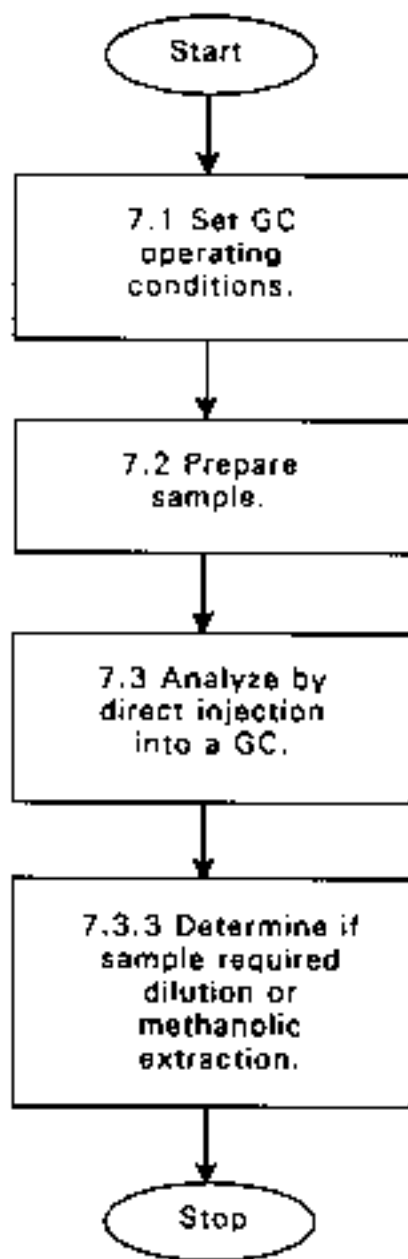 Start
7.1 Set GC
operating
conditions.
7.2 Prepare
sample.
7.3 Analyze by
direct injection
into a GC.
7.3.3 Determine if
sample required
dilution or
methanolic
extraction.
Stop